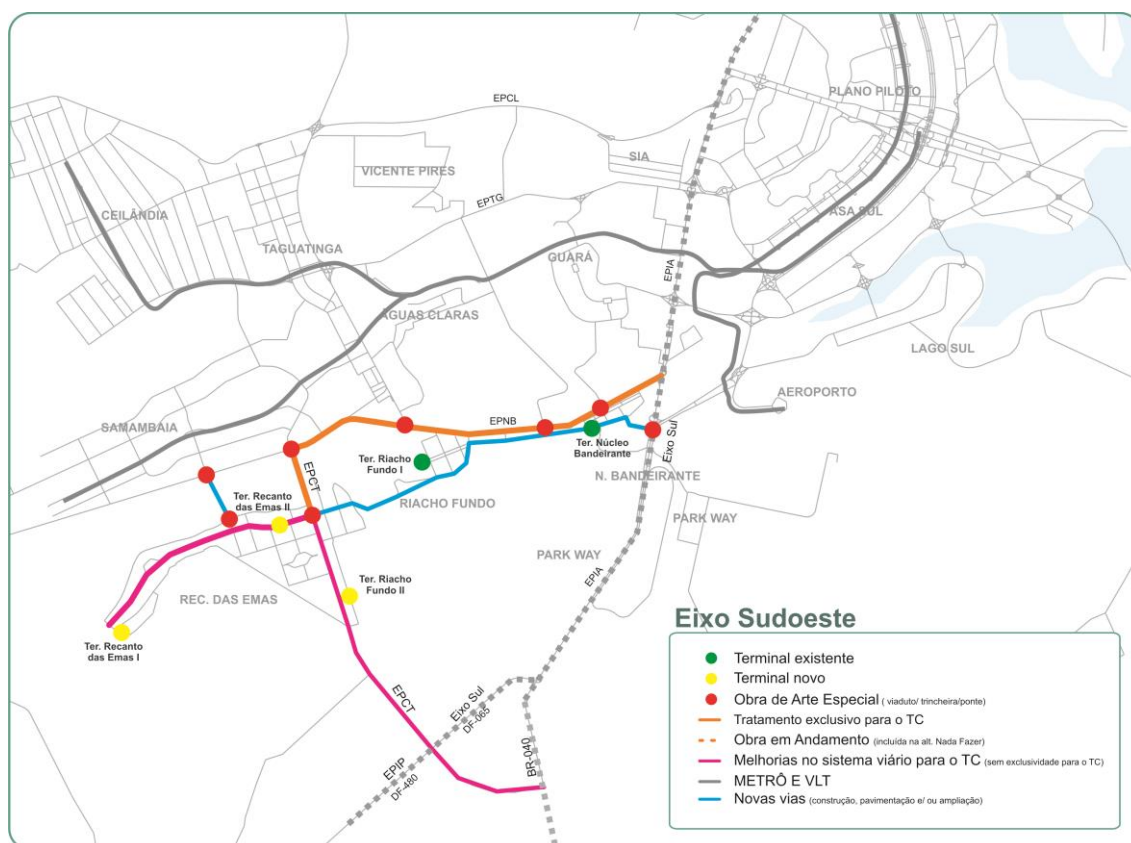 PLANO PILOTO
EPCL
SIA
VICENTE PIRES
EPTG
CEILÂNDIA
ASA SUL
TAGUATINGA
GUARÁ
EPIA
ÁGUAS CLARAS
LAGO SUL
AEROPORTO
SAMAMBAIA
EPNB
Ter. Núcleo
Bandeirante
Eixo Sul
EPCT
Ter. Riacho
Fundo I
N. BANDEIRANTE
Ter. Recanto
das Emas II
RIACHO FUNDO
PARK WAY
PARK WAY
EPIA
Ter. Riacho
Fundo II
REC. DAS EMAS
Ter. Recanto
das Emas I
EPCT
Eixo Sul
DF-065
EPIP
DF-480
BR-040
Eixo Sudoeste
Terminal existente
Terminal novo
Obra de Arte Especial ( viaduto/ trincheira/ponte)
Tratamento exclusivo para o TC
Obra em Andamento (incluída na alt. Nada Fazer)
Melhorias no sistema viário para o TC (sem exclusividade para o TC)
METRÔ E VLT
Novas vias (construção, pavimentação e/ ou ampliação)